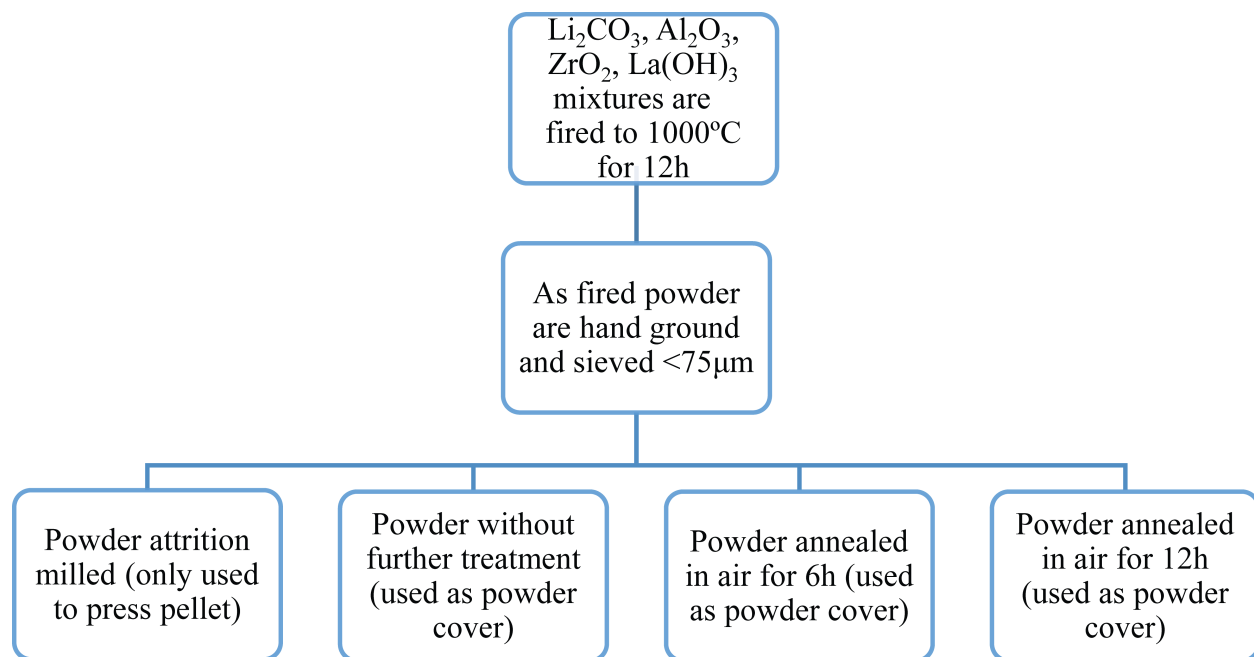 Li₂CO₃, Al₂O₃,
ZrO₂, La(OH)₃
mixtures are
fired to 1000ºC
for 12h
As fired powder
are hand ground
and sieved <75μm
Powder attrition
milled (only used
to press pellet)
Powder without
further treatment
(used as powder
cover)
Powder annealed
in air for 6h (used
as powder cover)
Powder annealed
in air for 12h
(used as powder
cover)